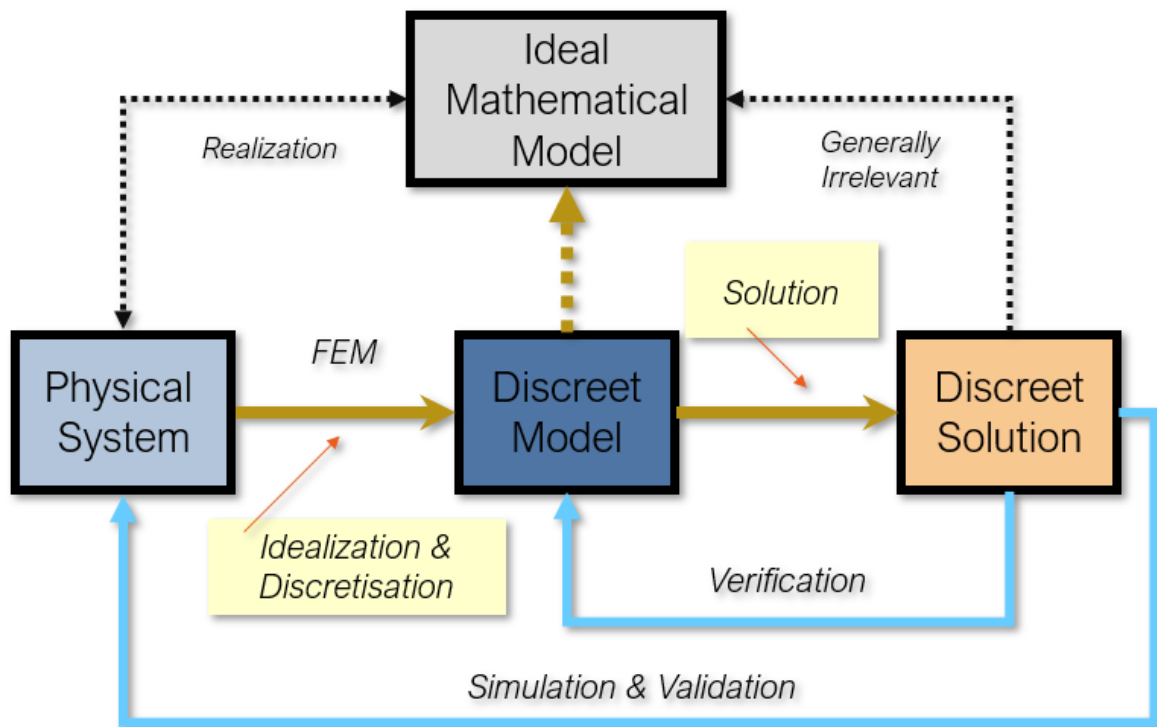 Ideal
Mathematical
Model
Realization
Generally
Irrelevant
Solution
FEM
Physical
System
Discreet
Model
Discreet
Solution
Idealization &
Discretisation
Verification
Simulation & Validation